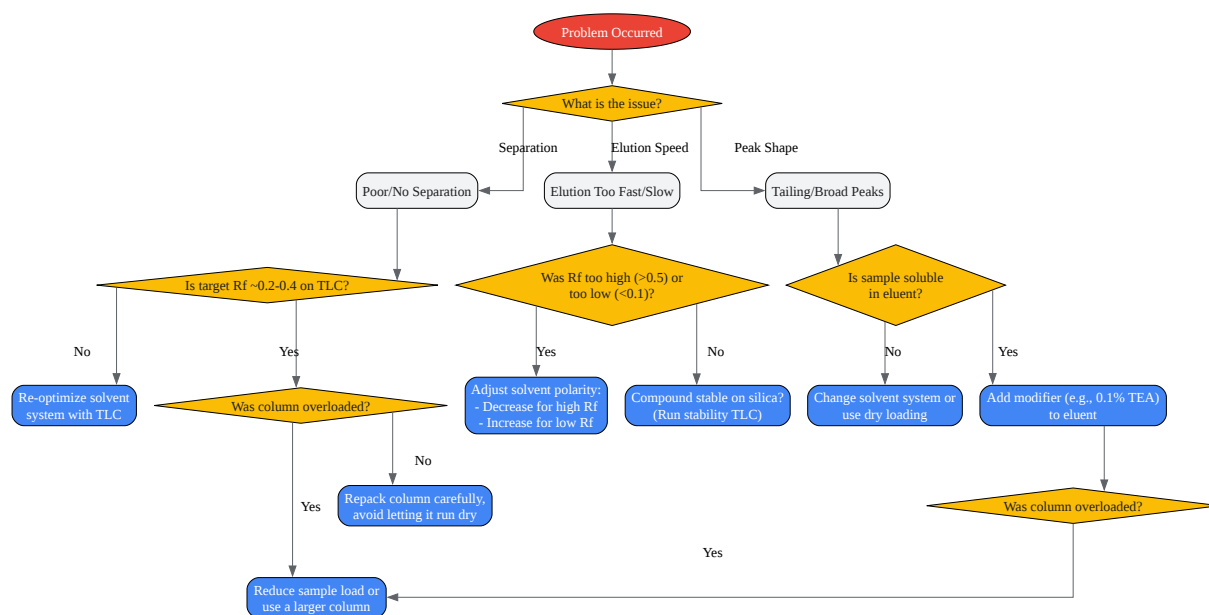 Problem Occurred
What is the issue?
Separation
Elution Speed
Peak Shape
Poor/No Separation
Elution Too Fast/Slow
Tailing/Broad Peaks
Is target Rf ~0.2-0.4 on TLC?
Was Rf too high (>0.5) or
too low (<0.1)?
Is sample soluble
in eluent?
No
Yes
Yes
No
No
Yes
Re-optimize solvent
system with TLC
Was column overloaded?
Adjust solvent polarity:
- Decrease for high Rf
- Increase for low Rf
Compound stable on silica?
(Run stability TLC)
Change solvent system or
use dry loading
Add modifier (e.g., 0.1% TEA)
to eluent
No
Yes
Repack column carefully,
avoid letting it run dry
Was column overloaded?
Yes
Reduce sample load or
use a larger column